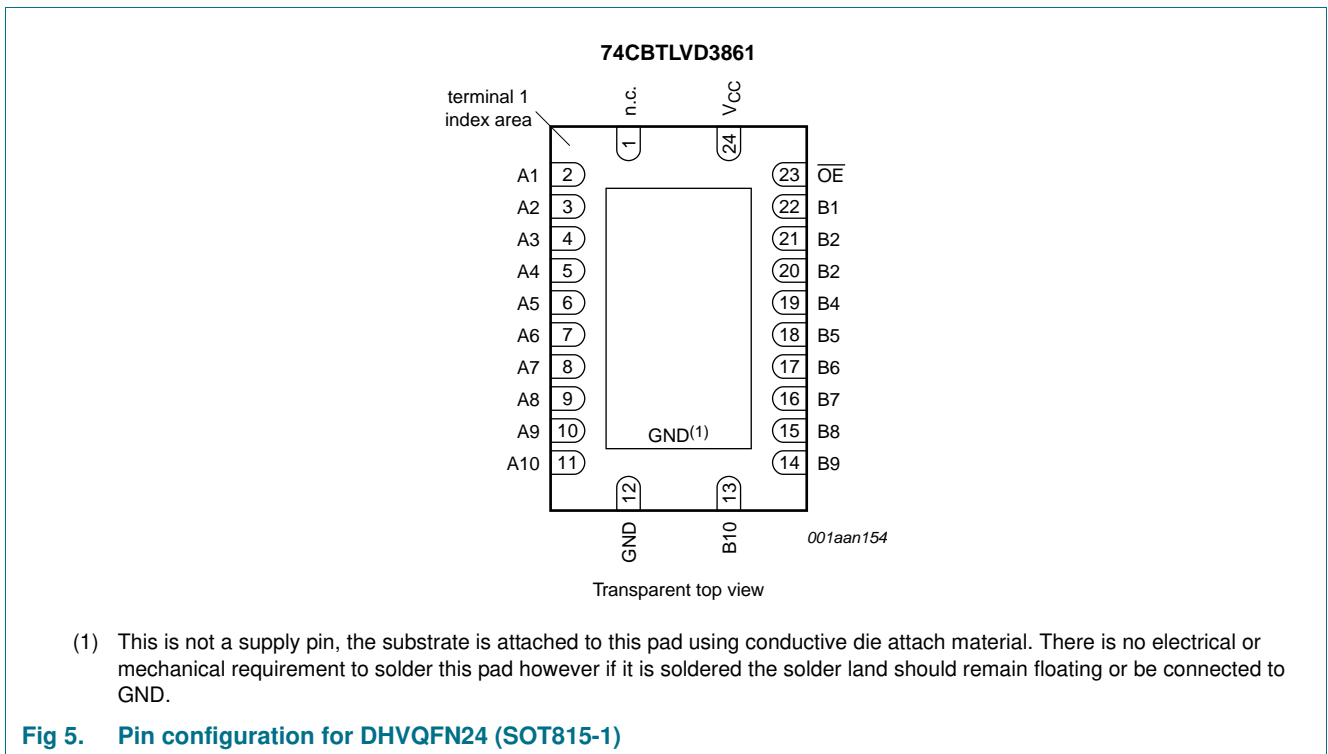 74CBTLVD3861
terminal 1
index area
n.c.
VCC
1
24
A1 2 23 OE
A2 3 22 B1
A3 4 21 B2
A4 5 20 B2
A5 6 19 B4
A6 7 18 B5
A7 8 17 B6
A8 9 16 B7
A9 10 GND(1) 15 B8
A10 11 14 B9
12
13
GND
B10
001aan154
Transparent top view
(1) This is not a supply pin, the substrate is attached to this pad using conductive die attach material. There is no electrical or
mechanical requirement to solder this pad however if it is soldered the solder land should remain floating or be connected to
GND.
Fig 5. Pin configuration for DHVQFN24 (SOT815-1)